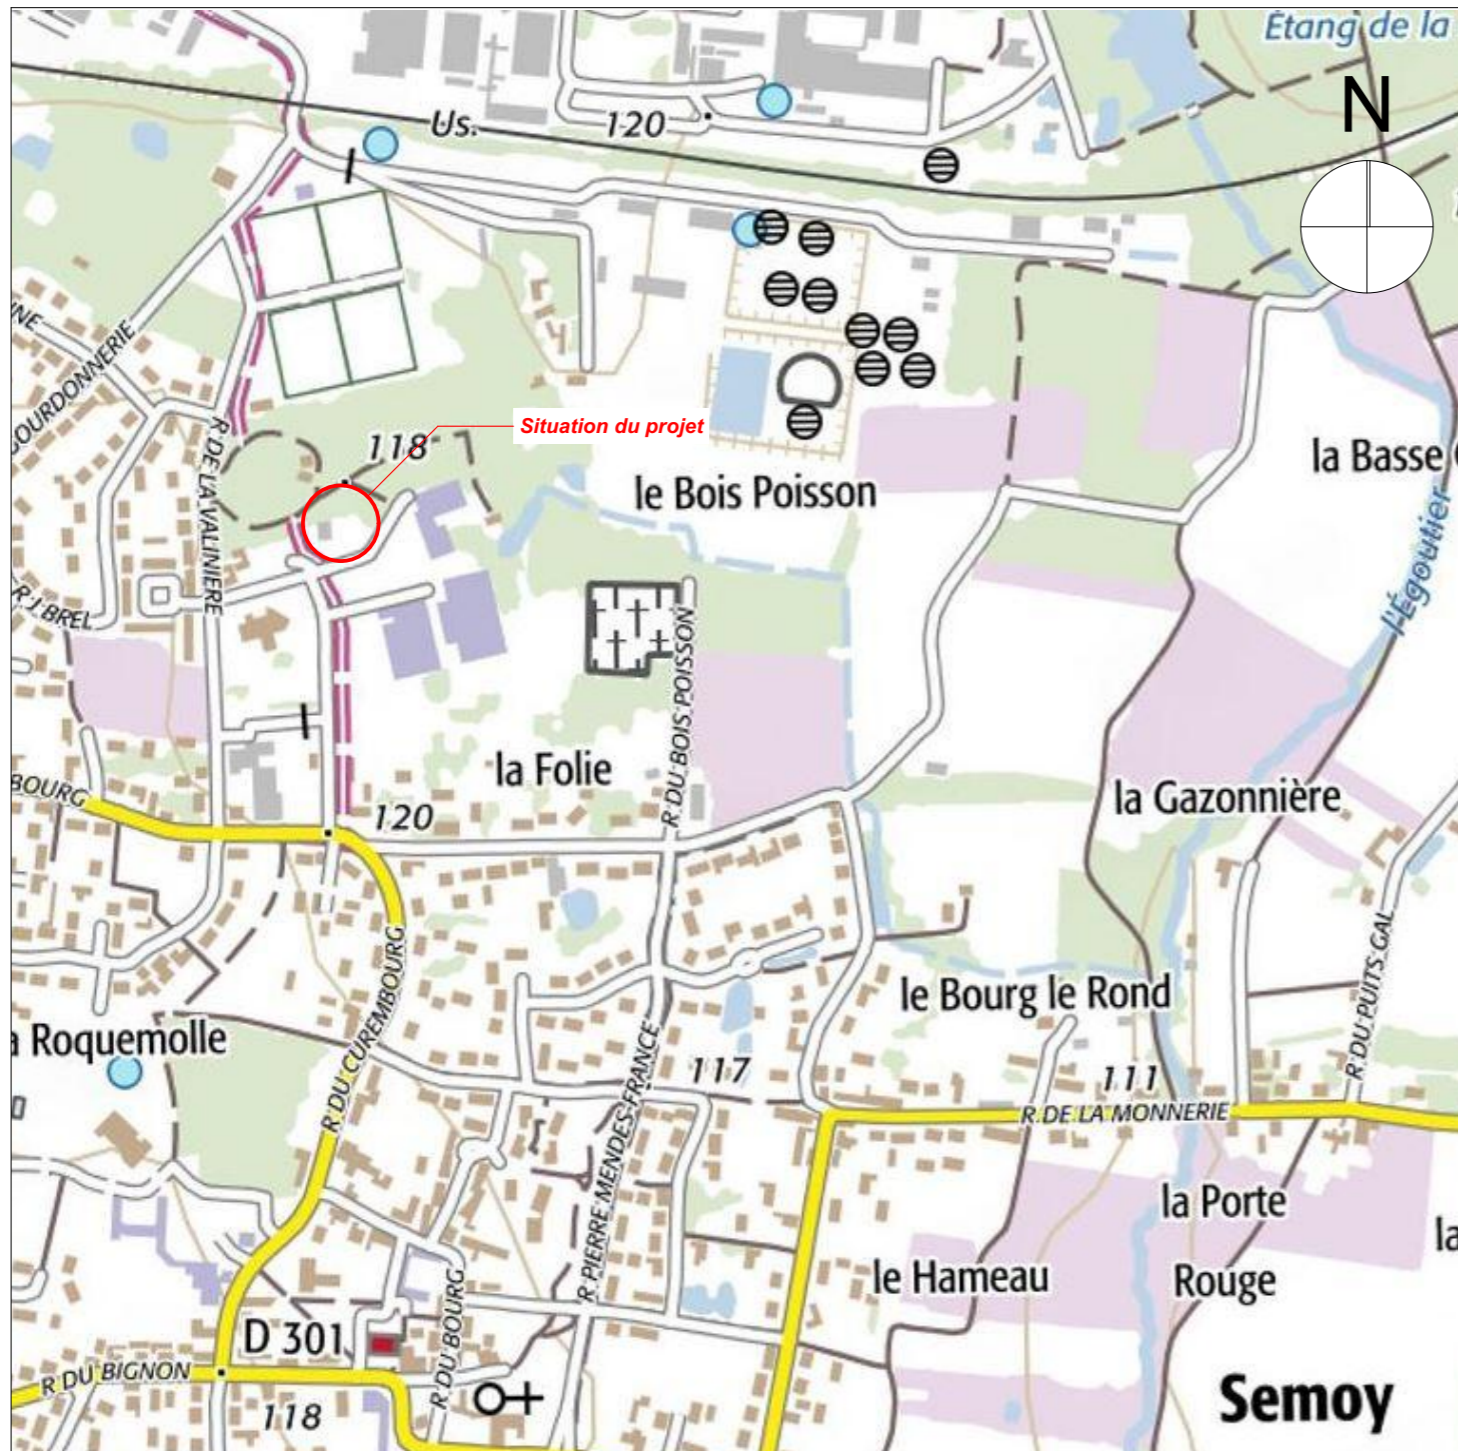 Étang de la
N
Us.
120
118
Situation du projet
la Basse
le Bois Poisson
GOURDONNERIE
R DE LA VALINIERE
R J BREL
l'Égoutier
R. DU BOIS POISSON
la Folie
la Gazonnière
BOURG
120
R DU CUREMBOURG
R. DU PUITS GAL
le Bourg le Rond
a Roquemolle
117
111
R. DE LA MONNERIE
R. PIERRE MENDES FRANCE
la Porte
Rouge
la
le Hameau
D 301
R DU BOURG
R DU BIGNON
118
Semoy